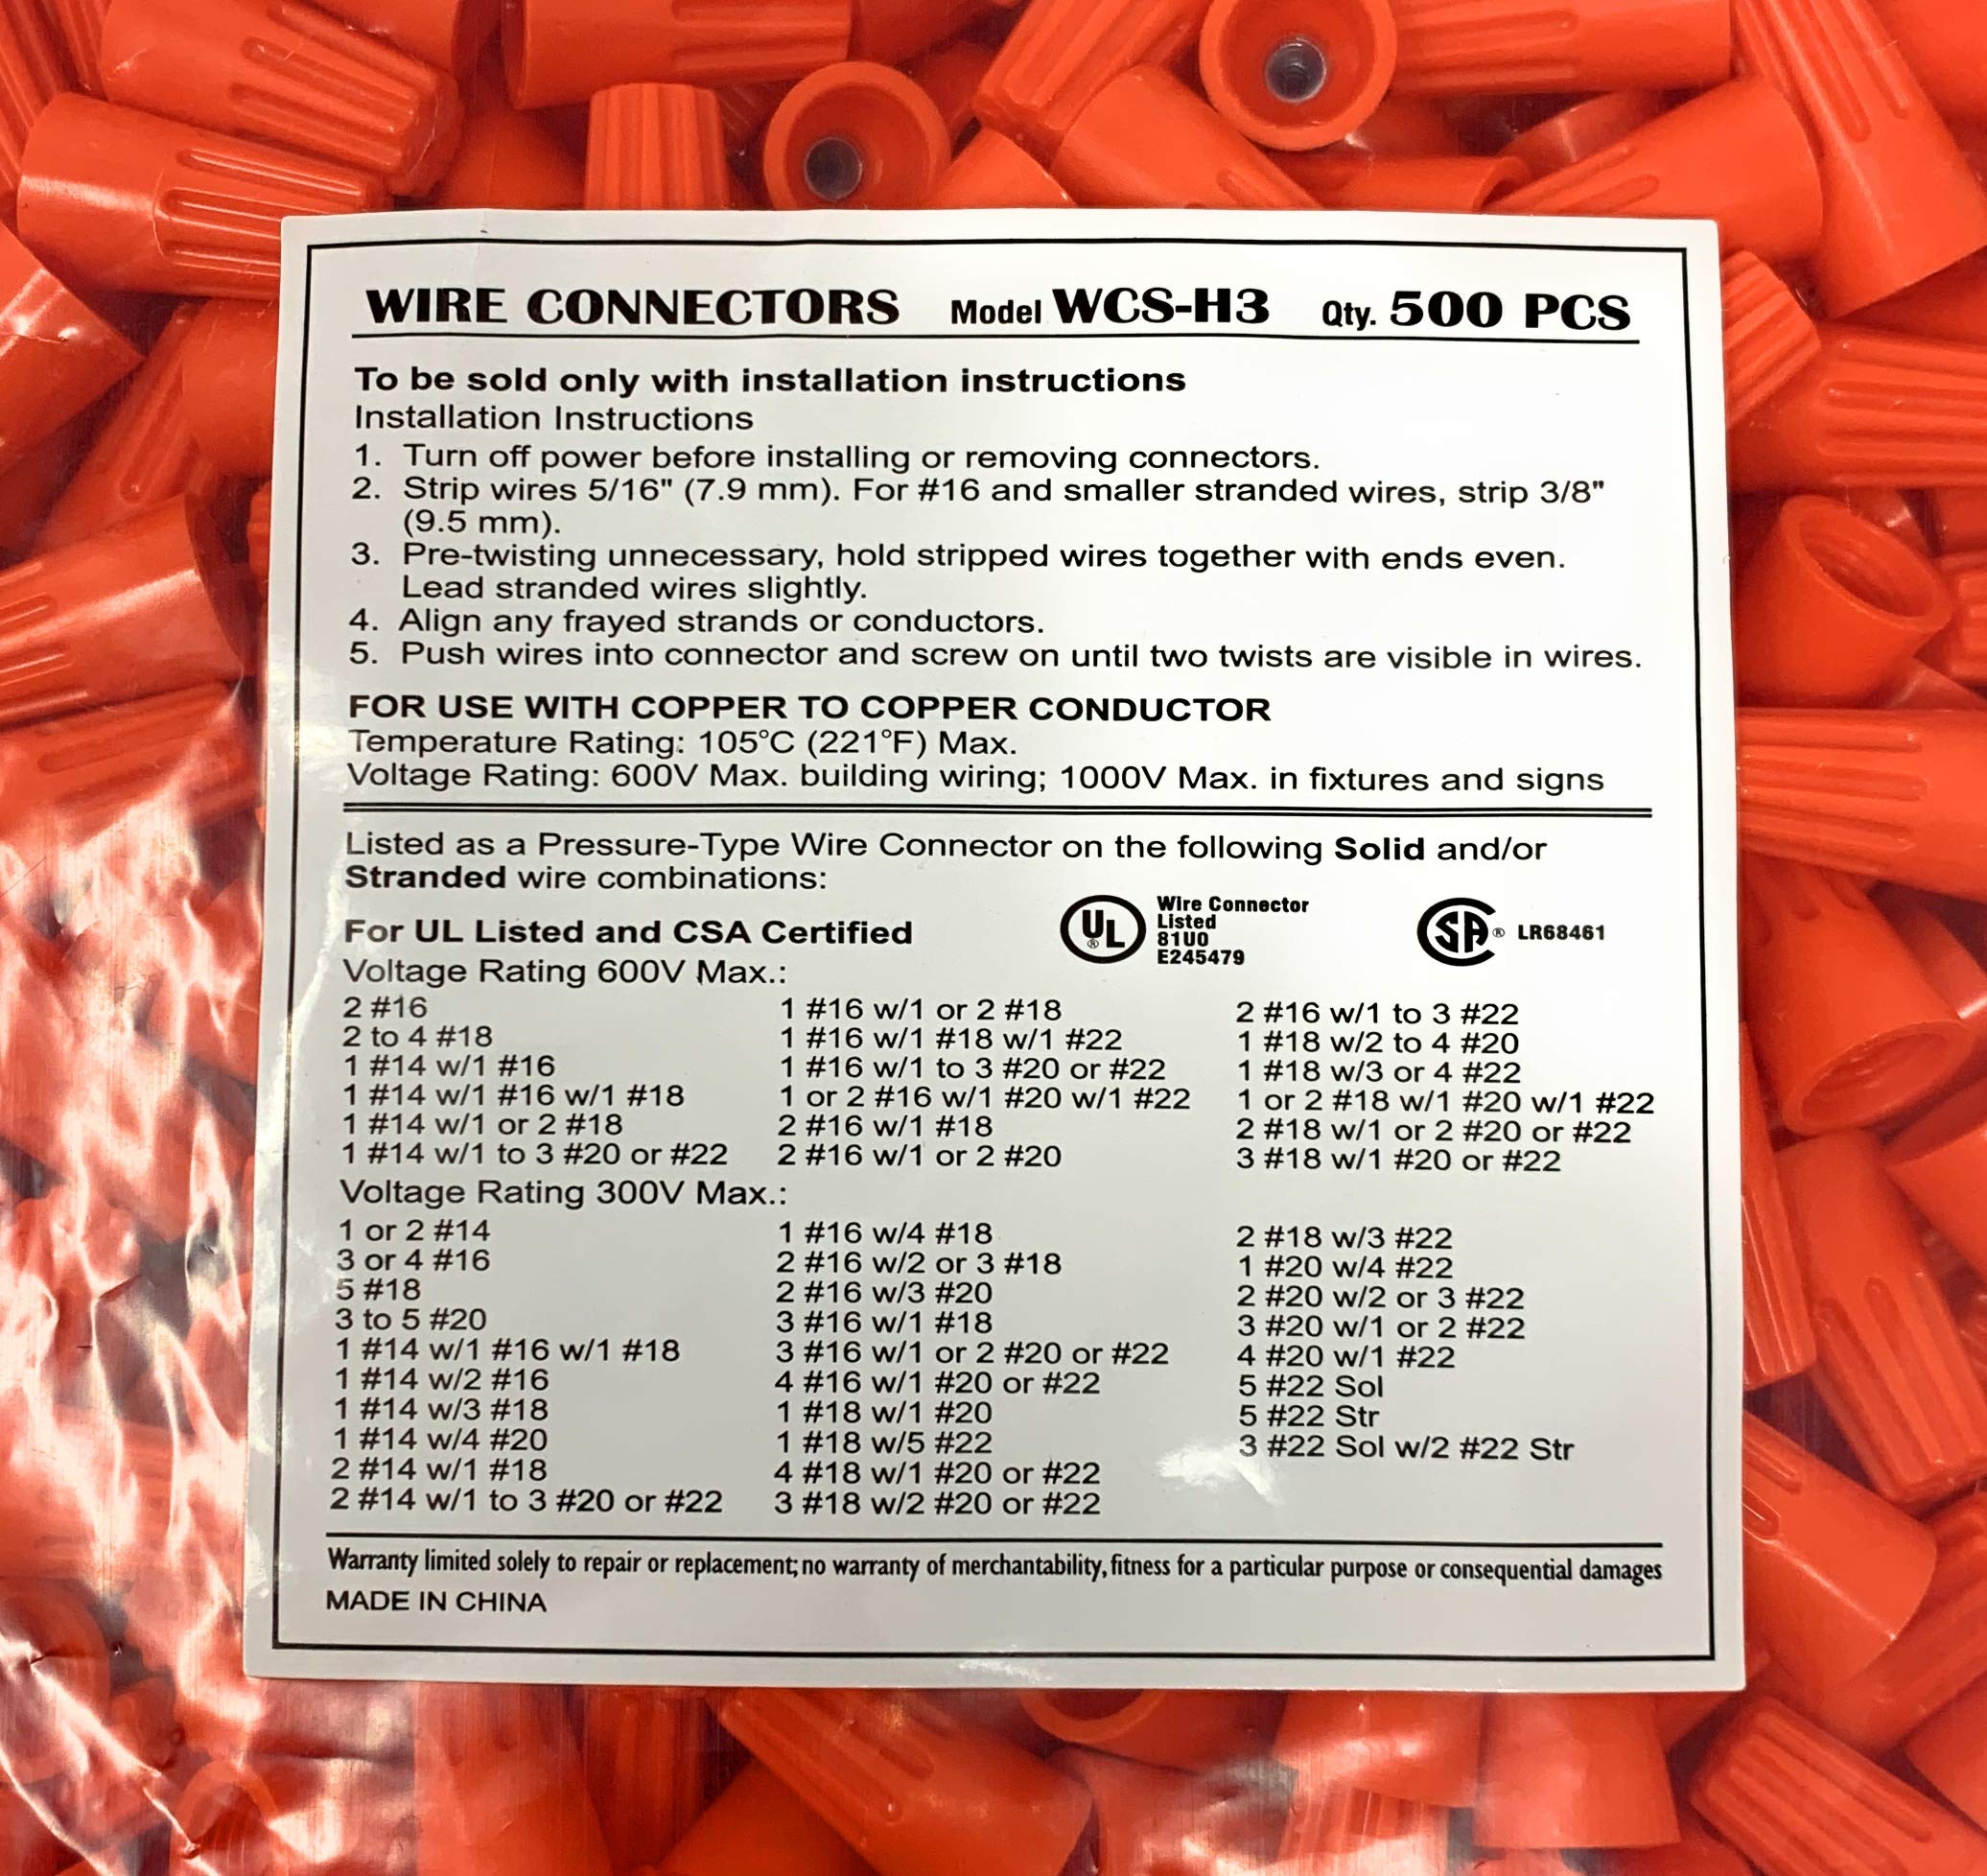 WIRE CONNECTORS Model WCS-H3 Qty. 500 PCS
To be sold only with installation instructions
Installation Instructions
1. Turn off power before installing or removing connectors.
2. Strip wires 5/16" (7.9 mm). For #16 and smaller stranded wires, strip 3/8"
(9.5 mm).
3. Pre-twisting unnecessary, hold stripped wires together with ends even.
Lead stranded wires slightly.
4. Align any frayed strands or conductors.
5. Push wires into connector and screw on until two twists are visible in wires.
FOR USE WITH COPPER TO COPPER CONDUCTOR
Temperature Rating: 105°C (221°F) Max.
Voltage Rating: 600V Max. building wiring; 1000V Max. in fixtures and signs
Listed as a Pressure-Type Wire Connector on the following Solid and/or
Stranded wire combinations:
For UL Listed and CSA Certified
UL ®
Wire Connector
Listed
81U0
E245479
SA ® LR68461
Voltage Rating 600V Max.:
2 #16
2 to 4 #18
1 #14 w/1 #16
1 #14 w/1 #16 w/1 #18
1 #14 w/1 or 2 #18
1 #14 w/1 to 3 #20 or #22
1 #16 w/1 or 2 #18
1 #16 w/1 #18 w/1 #22
1 #16 w/1 to 3 #20 or #22
1 or 2 #16 w/1 #20 w/1 #22
2 #16 w/1 #18
2 #16 w/1 or 2 #20
2 #16 w/1 to 3 #22
1 #18 w/2 to 4 #20
1 #18 w/3 or 4 #22
1 or 2 #18 w/1 #20 w/1 #22
2 #18 w/1 or 2 #20 or #22
3 #18 w/1 #20 or #22
Voltage Rating 300V Max.:
1 or 2 #14
3 or 4 #16
5 #18
3 to 5 #20
1 #14 w/1 #16 w/1 #18
1 #14 w/2 #16
1 #14 w/3 #18
1 #14 w/4 #20
2 #14 w/1 #18
2 #14 w/1 to 3 #20 or #22
1 #16 w/4 #18
2 #16 w/2 or 3 #18
2 #16 w/3 #20
3 #16 w/1 #18
3 #16 w/1 or 2 #20 or #22
4 #16 w/1 #20 or #22
1 #18 w/1 #20
1 #18 w/5 #22
4 #18 w/1 #20 or #22
3 #18 w/2 #20 or #22
2 #18 w/3 #22
1 #20 w/4 #22
2 #20 w/2 or 3 #22
3 #20 w/1 or 2 #22
4 #20 w/1 #22
5 #22 Sol
5 #22 Str
3 #22 Sol w/2 #22 Str
Warranty limited solely to repair or replacement; no warranty of merchantability, fitness for a particular purpose or consequential damages
MADE IN CHINA